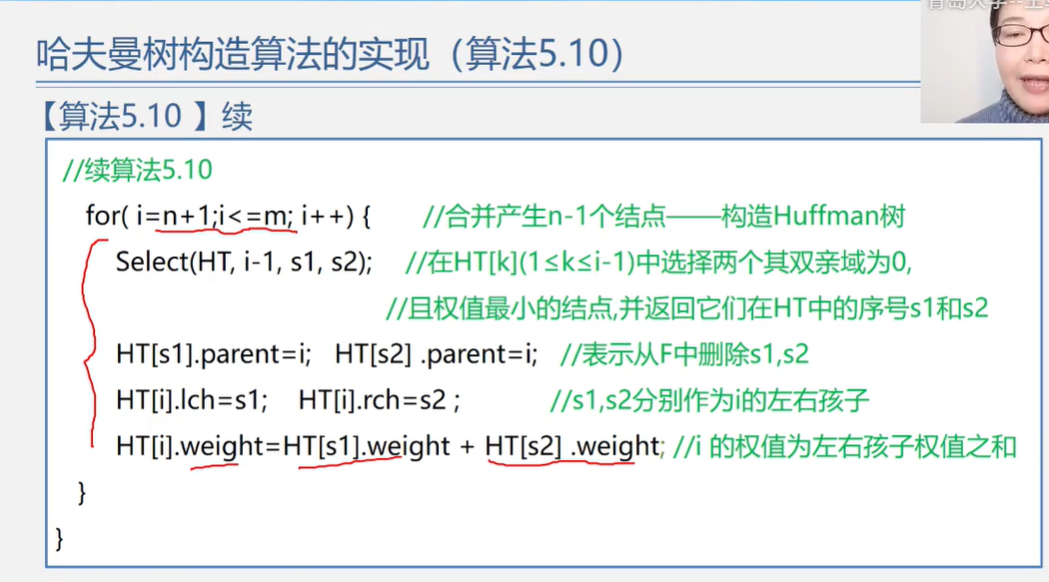 哈夫曼树构造算法的实现（算法5.10）
【算法5.10 】续
//续算法5.10
for( i=n+1;i<=m; i++) { //合并产生n-1个结点——构造Huffman树
Select(HT, i-1, s1, s2); //在HT[k](1≤k≤i-1)中选择两个其双亲域为0,
//且权值最小的结点,并返回它们在HT中的序号s1和s2
HT[s1].parent=i; HT[s2] .parent=i; //表示从F中删除s1,s2
HT[i].lch=s1; HT[i].rch=s2 ; //s1,s2分别作为i的左右孩子
HT[i].weight=HT[s1].weight + HT[s2] .weight; //i 的权值为左右孩子权值之和
}
}